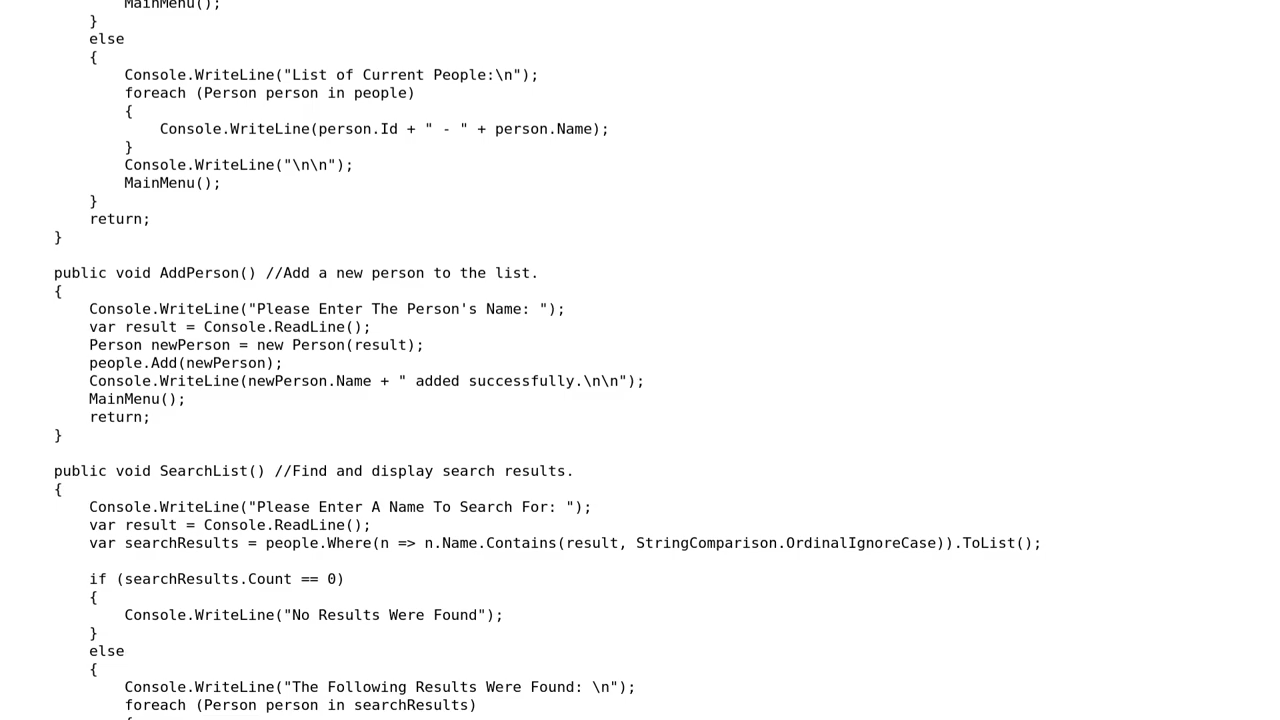 MainMenu();
}
else
{
Console.WriteLine("List of Current People:\n");
foreach (Person person in people)
{
Console.WriteLine(person.Id + " - " + person.Name);
}
Console.WriteLine("\n\n");
MainMenu();
}
return;
}
public void AddPerson() //Add a new person to the list.
{
Console.WriteLine("Please Enter The Person's Name: ");
var result = Console.ReadLine();
Person newPerson = new Person(result);
people.Add(newPerson);
Console.WriteLine(newPerson.Name + " added successfully.\n\n");
MainMenu();
return;
}
public void SearchList() //Find and display search results.
{
Console.WriteLine("Please Enter A Name To Search For: ");
var result = Console.ReadLine();
var searchResults = people.Where(n => n.Name.Contains(result, StringComparison.OrdinalIgnoreCase)).ToList();
if (searchResults.Count == 0)
{
Console.WriteLine("No Results Were Found");
}
else
{
Console.WriteLine("The Following Results Were Found: \n");
foreach (Person person in searchResults)
{